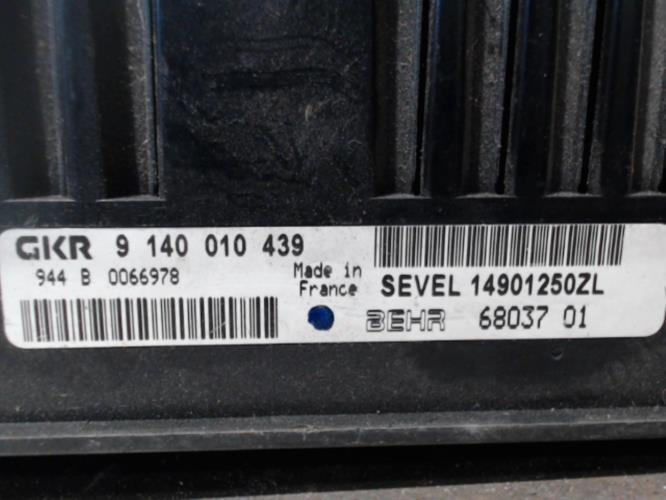 GKR 9 140 010 439
944 B 0066978
Made in
France
SEVEL 14901250ZL
BEHR 68037 01